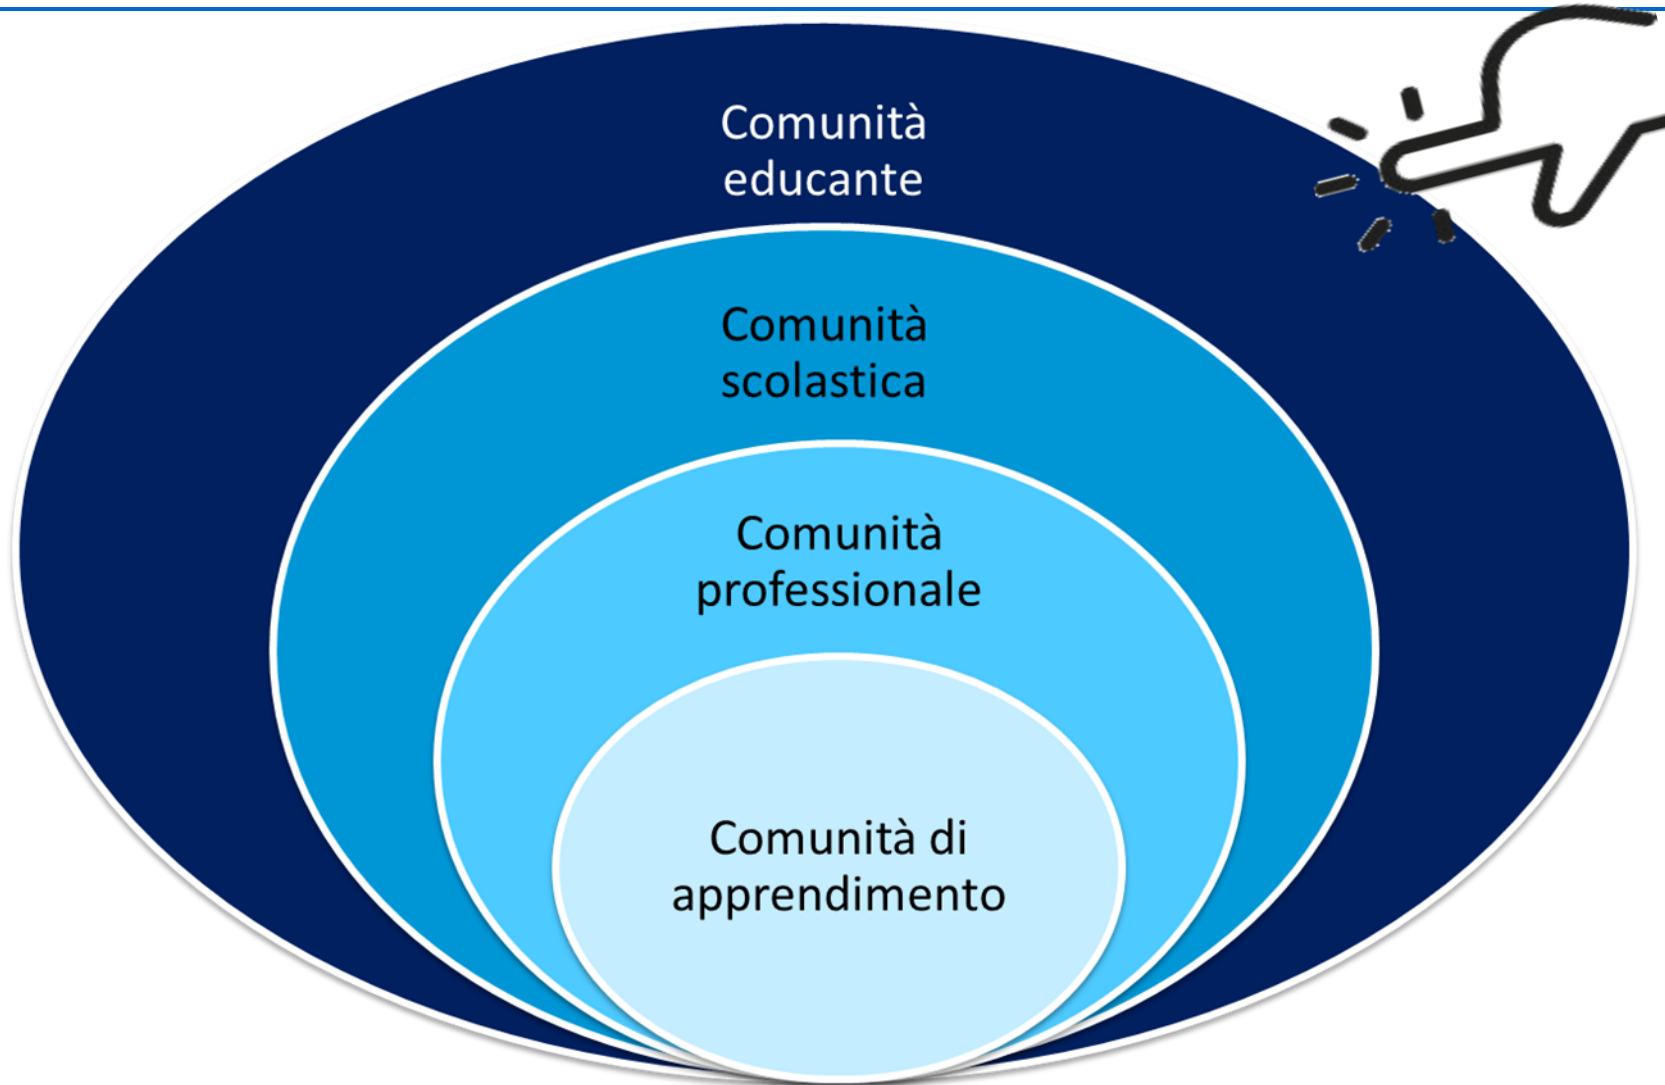 Comunità
educante
Comunità
scolastica
Comunità
professionale
Comunità di
apprendimento